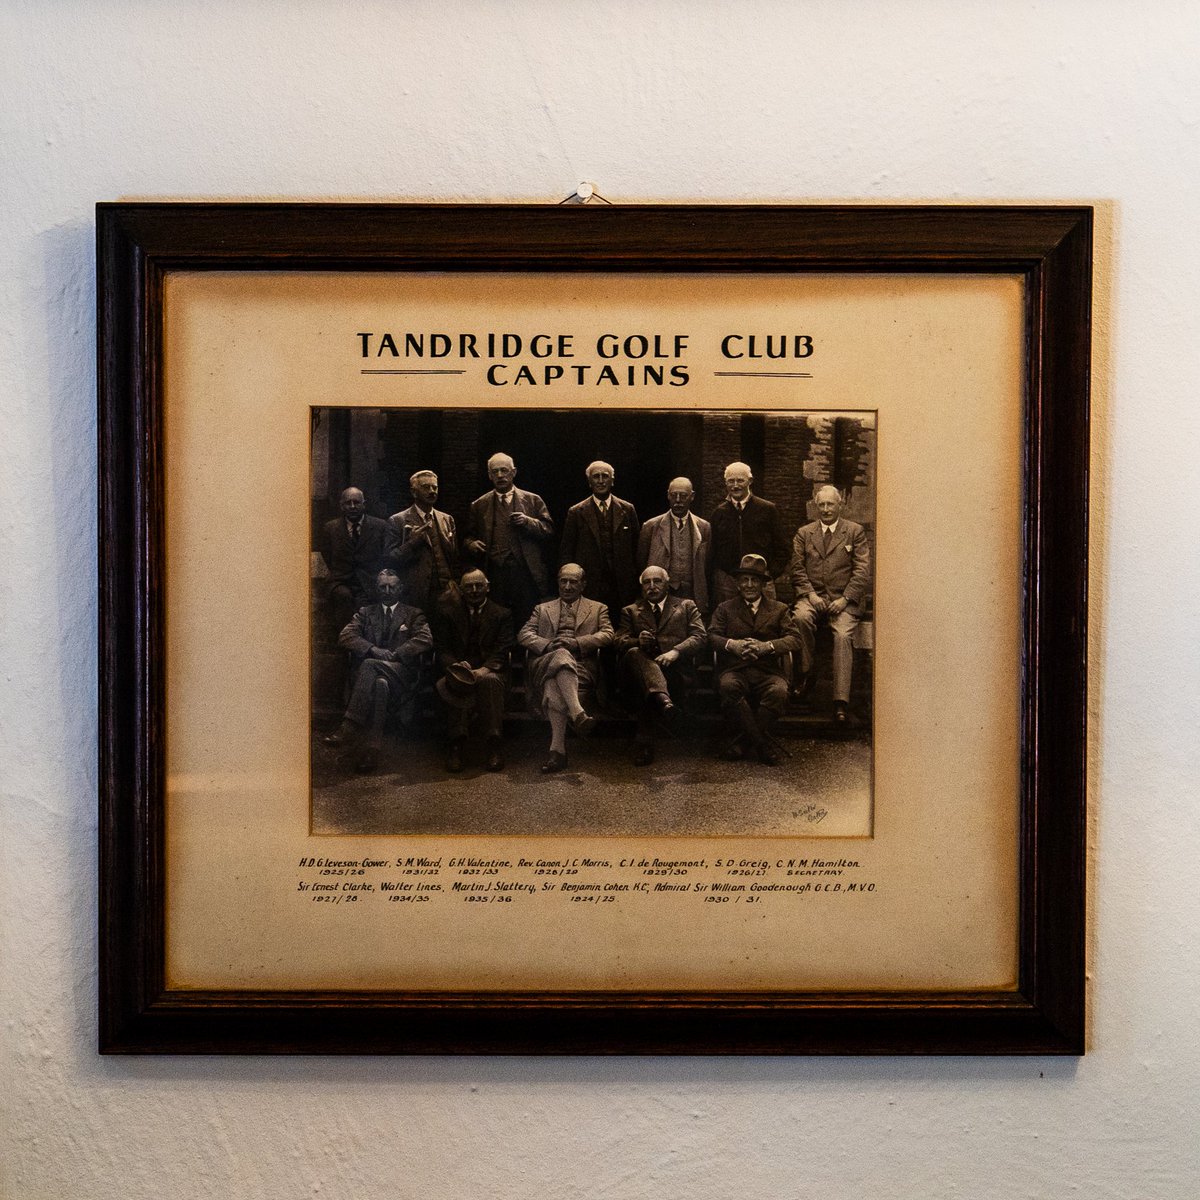 TANDRIDGE GOLF CLUB
CAPTAINS
H.D.G. Leveson-Gower, S.M. Ward, G.H. Valentine, Rev. Canon J.C Morris, C.I. de Rougemont, S.D. Greig, C.N.M. Hamilton.
1925/26 1931/32 1932/33 1928/29 1929/30 1926/27. SECRETARY.
Sir Ernest Clarke, Walter Lines, Martin J. Slattery, Sir Benjamin Cohen K.C, Admiral Sir William Goodenough G.C.B., M.V.O.
1927/28. 1934/35 1935/36. 1924/25. 1930/31.